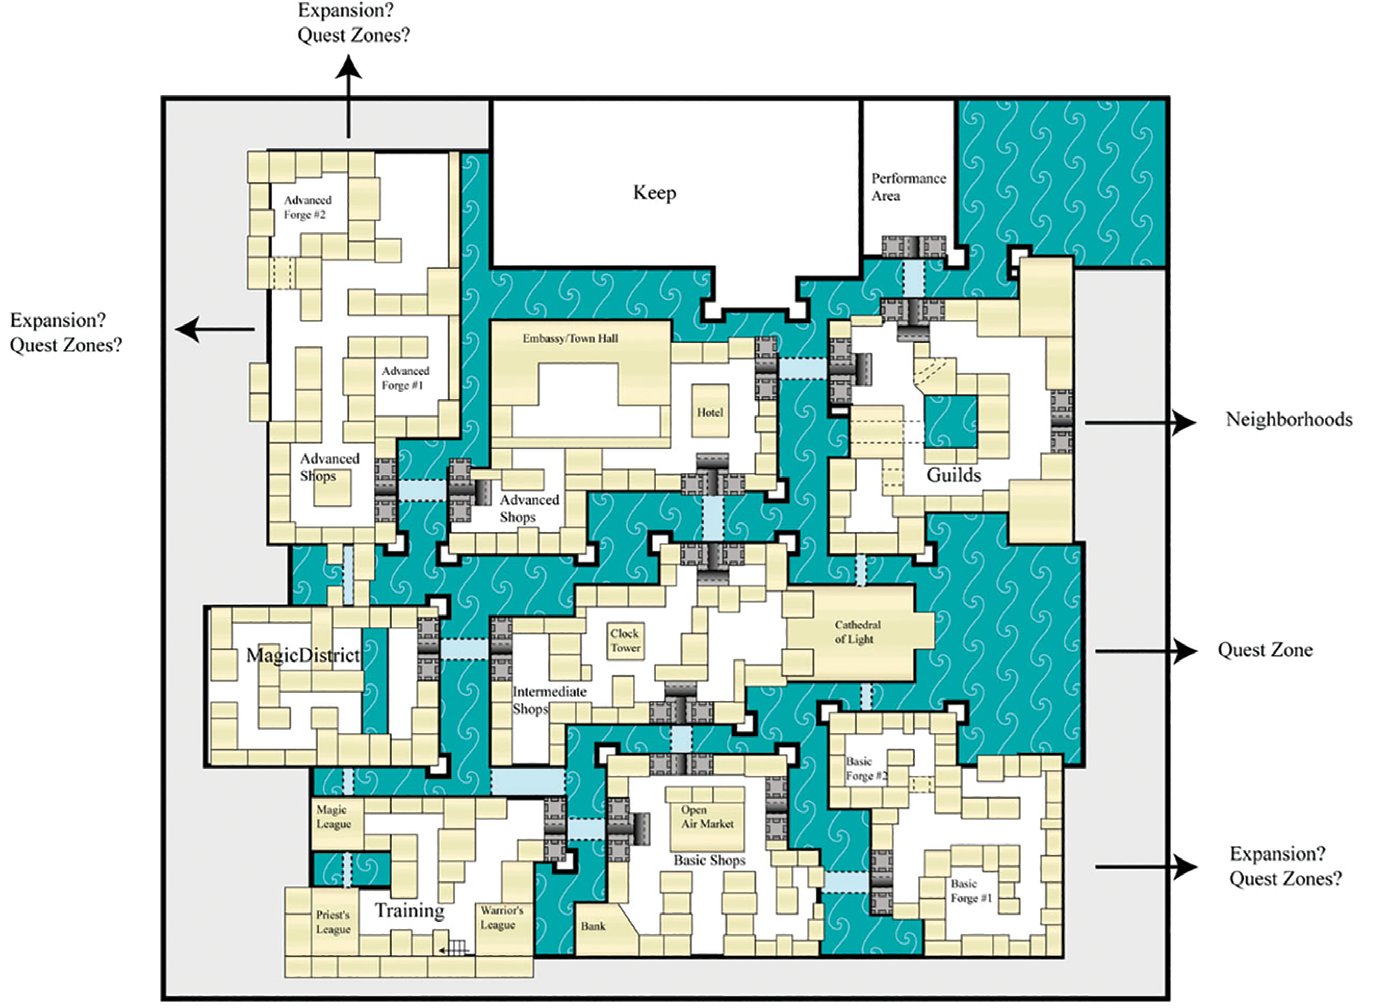 Expansion?
Quest Zones?
Keep
Performance
Area
Advanced
Forge #2
Expansion?
Quest Zones?
Embassy/Town Hall
Advanced
Forge #1
Hotel
Neighborhoods
Advanced
Shops
Guilds
Advanced
Shops
Clock
Tower
Cathedral
of Light
MagicDistrict
Quest Zone
Intermediate
Shops
Basic
Forge #2
Magic
League
Open
Air Market
Basic Shops
Expansion?
Quest Zones?
Basic
Forge #1
Priest's
League
Training
Warrior's
League
Bank